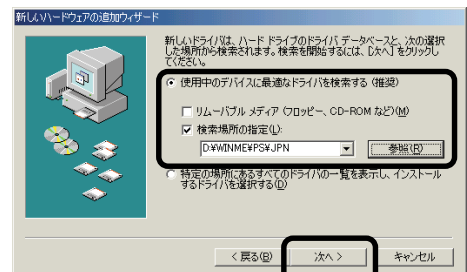 新しいハードウェアの追加ウィザード
新しいドライバは、ハード ドライブのドライバ データベースと、次の選択
した場所から検索されます。検索を開始するには、[次へ] をクリックし
てください。
使用中のデバイスに最適なドライバを検索する (推奨)
リムーバブル メディア (フロッピー、CD-ROM など)(M)
検索場所の指定(L):
D:¥WINME¥PS¥JPN
参照(R)
特定の場所にあるすべてのドライバの一覧を表示し、インストール
するドライバを選択する(D)
< 戻る(B)
次へ >
キャンセル